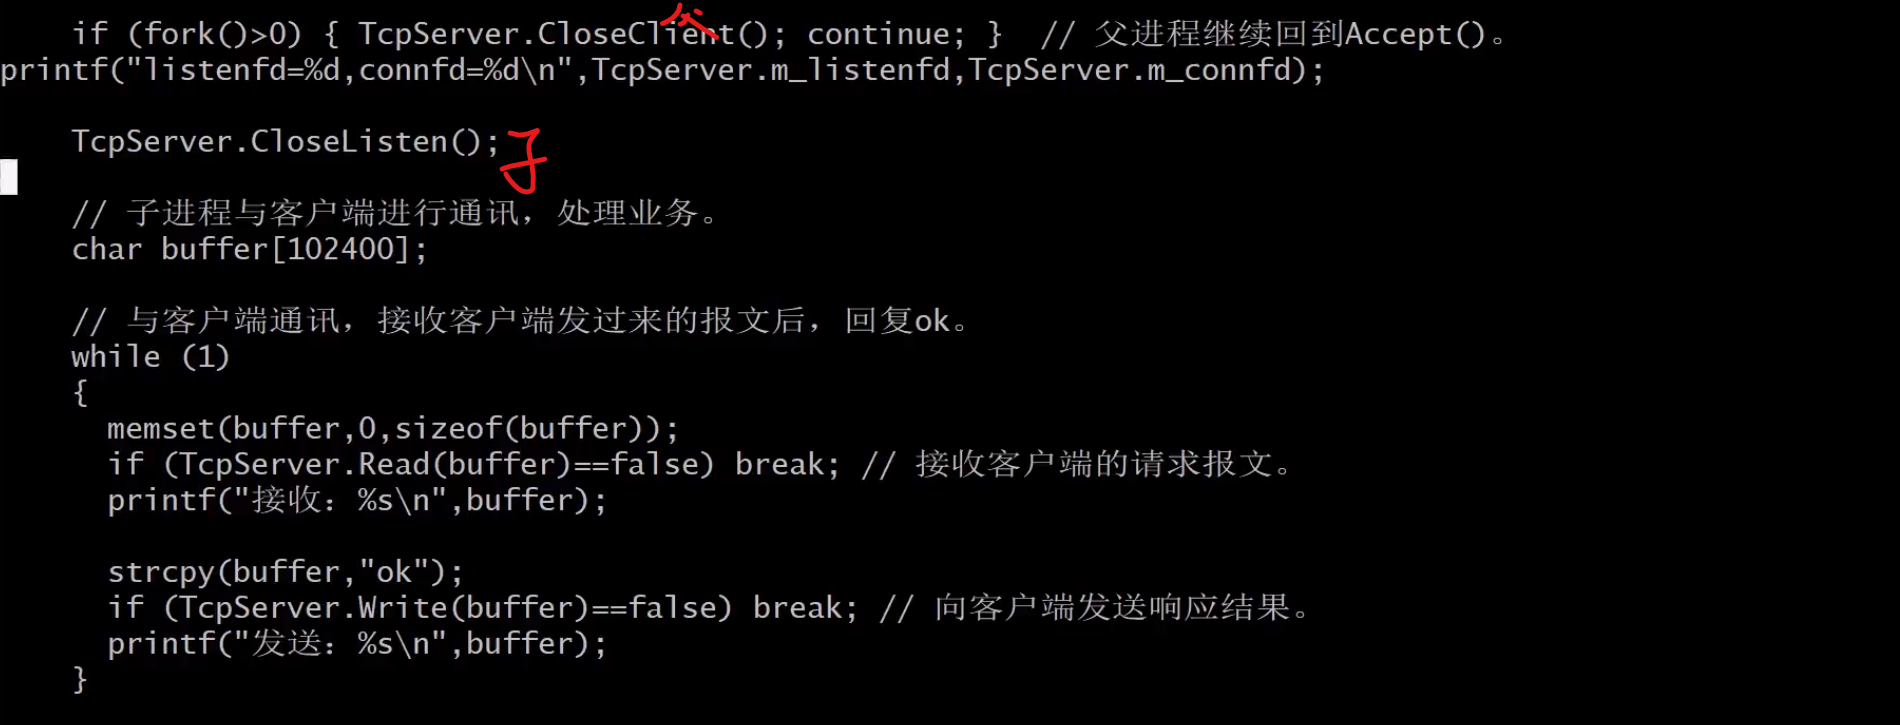 父
if (fork()>0) { TcpServer.CloseClient(); continue; }  // 父进程继续回到Accept()。
printf("listenfd=%d,connfd=%d\n",TcpServer.m_listenfd,TcpServer.m_connfd);
TcpServer.CloseListen(); 子
// 子进程与客户端进行通讯，处理业务。
char buffer[102400];
// 与客户端通讯，接收客户端发过来的报文后，回复ok。
while (1)
{
memset(buffer,0,sizeof(buffer));
if (TcpServer.Read(buffer)==false) break; // 接收客户端的请求报文。
printf("接收：%s\n",buffer);
strcpy(buffer,"ok");
if (TcpServer.Write(buffer)==false) break; // 向客户端发送响应结果。
printf("发送：%s\n",buffer);
}